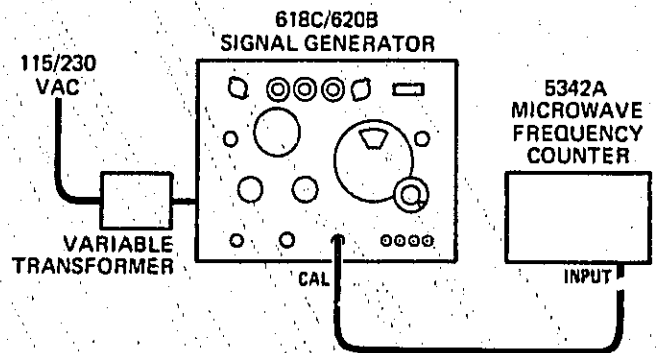 618C/620B
SIGNAL GENERATOR
115/230
VAC
5342A
MICROWAVE
FREQUENCY
COUNTER
VARIABLE
TRANSFORMER
CAL
INPUT